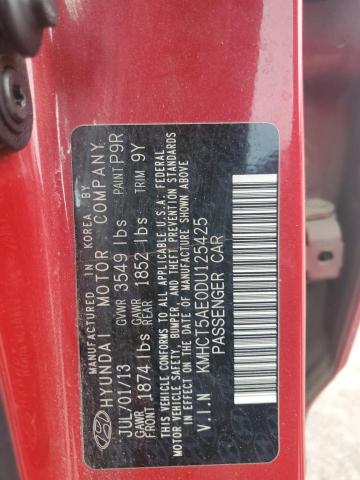 MANUFACTURED IN KOREA BY
HYUNDAI MOTOR COMPANY
JUL/01/13 GVWR 3549 lbs PAINT P9R
GAWR FRONT 1874 lbs GAWR REAR 1852 lbs TRIM 9Y
THIS VEHICLE CONFORMS TO ALL APPLICABLE U.S.A. FEDERAL
MOTOR VEHICLE SAFETY, BUMPER, AND THEFT PREVENTION STANDARDS
IN EFFECT ON THE DATE OF MANUFACTURE SHOWN ABOVE.
V.I.N KMHCT5AE0DU125425
PASSENGER CAR